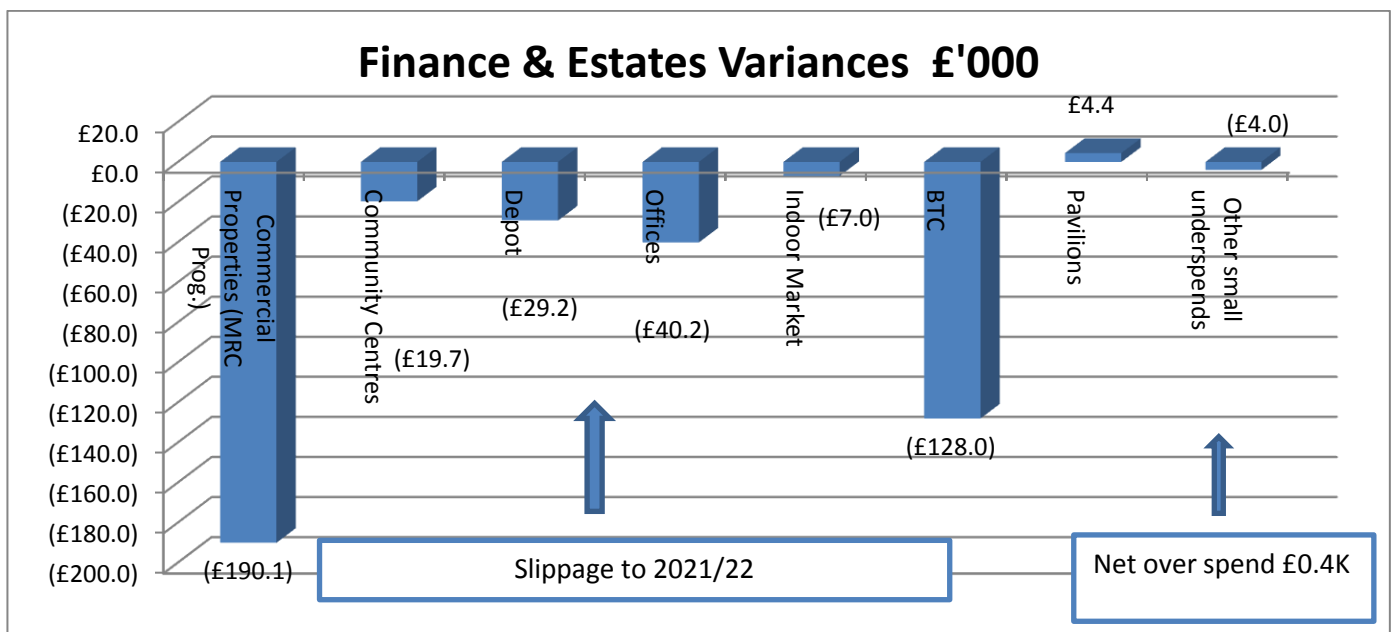 Finance & Estates Variances £'000
£20.0
£0.0
(£20.0)
(£40.0)
(£60.0)
(£80.0)
(£100.0)
(£120.0)
(£140.0)
(£160.0)
(£180.0)
(£200.0)
Commercial
Properties (MRC
Prog.)
Community Centres
Depot
Offices
Indoor Market
BTC
Pavilions
Other small
underspends
(£190.1)
(£19.7)
(£29.2)
(£40.2)
(£7.0)
(£128.0)
£4.4
(£4.0)
Slippage to 2021/22
Net over spend £0.4K